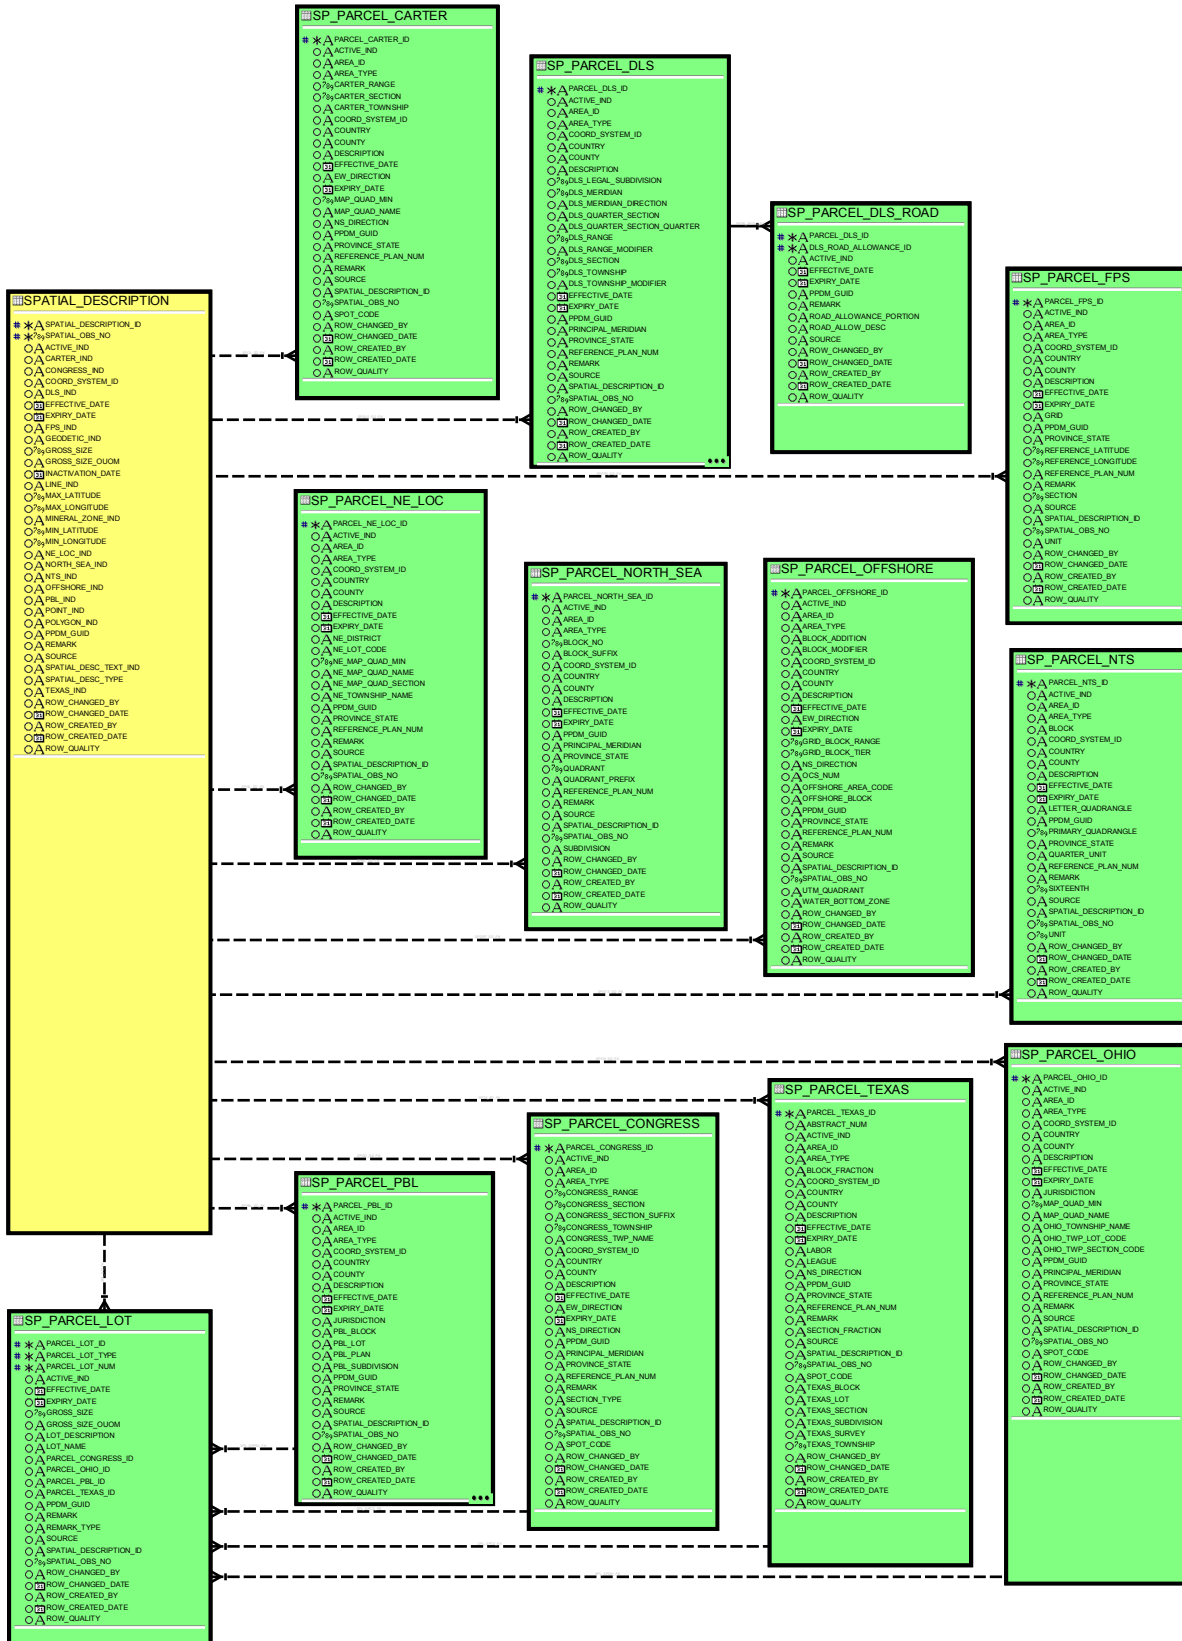 SP_PARCEL_CARTER
PARCEL_CARTER_ID
ACTIVE_IND
AREA_ID
AREA_TYPE
CARTER_RANGE
CARTER_SECTION
CARTER_TOWNSHIP
COORD_SYSTEM_ID
COUNTRY
COUNTY
DESCRIPTION
EFFECTIVE_DATE
EW_DIRECTION
EXPIRY_DATE
MAP_QUAD_MIN
MAP_QUAD_NAME
NS_DIRECTION
PPDM_GUID
PROVINCE_STATE
REFERENCE_PLAN_NUM
REMARK
SOURCE
SPATIAL_DESCRIPTION_ID
SPATIAL_OBS_NO
SPOT_CODE
ROW_CHANGED_BY
ROW_CHANGED_DATE
ROW_CREATED_BY
ROW_CREATED_DATE
ROW_QUALITY
SP_PARCEL_DLS
PARCEL_DLS_ID
ACTIVE_IND
AREA_ID
AREA_TYPE
COORD_SYSTEM_ID
COUNTRY
COUNTY
DESCRIPTION
DLS_LEGAL_SUBDIVISION
DLS_MERIDIAN
DLS_MERIDIAN_DIRECTION
DLS_QUARTER_SECTION
DLS_QUARTER_SECTION_QUARTER
DLS_RANGE
DLS_RANGE_MODIFIER
DLS_SECTION
DLS_TOWNSHIP
DLS_TOWNSHIP_MODIFIER
EFFECTIVE_DATE
EXPIRY_DATE
PPDM_GUID
PRINCIPAL_MERIDIAN
PROVINCE_STATE
REFERENCE_PLAN_NUM
REMARK
SOURCE
SPATIAL_DESCRIPTION_ID
SPATIAL_OBS_NO
ROW_CHANGED_BY
ROW_CHANGED_DATE
ROW_CREATED_BY
ROW_CREATED_DATE
ROW_QUALITY
SP_PARCEL_DLS_ROAD
PARCEL_DLS_ID
DLS_ROAD_ALLOWANCE_ID
ACTIVE_IND
EFFECTIVE_DATE
EXPIRY_DATE
PPDM_GUID
REMARK
ROAD_ALLOWANCE_PORTION
ROAD_ALLOW_DESC
SOURCE
ROW_CHANGED_BY
ROW_CHANGED_DATE
ROW_CREATED_BY
ROW_CREATED_DATE
ROW_QUALITY
SP_PARCEL_FPS
PARCEL_FPS_ID
ACTIVE_IND
AREA_ID
AREA_TYPE
COORD_SYSTEM_ID
COUNTRY
COUNTY
DESCRIPTION
EFFECTIVE_DATE
EXPIRY_DATE
GRID
PPDM_GUID
PROVINCE_STATE
REFERENCE_LATITUDE
REFERENCE_LONGITUDE
REFERENCE_PLAN_NUM
REMARK
SECTION
SOURCE
SPATIAL_DESCRIPTION_ID
SPATIAL_OBS_NO
UNIT
ROW_CHANGED_BY
ROW_CHANGED_DATE
ROW_CREATED_BY
ROW_CREATED_DATE
ROW_QUALITY
SPATIAL_DESCRIPTION
SPATIAL_DESCRIPTION_ID
SPATIAL_OBS_NO
ACTIVE_IND
CARTER_IND
CONGRESS_IND
COORD_SYSTEM_ID
DLS_IND
EFFECTIVE_DATE
EXPIRY_DATE
FPS_IND
GEODETIC_IND
GROSS_SIZE
GROSS_SIZE_OUOM
INACTIVATION_DATE
LINE_IND
MAX_LATITUDE
MAX_LONGITUDE
MINERAL_ZONE_IND
MIN_LATITUDE
MIN_LONGITUDE
NE_LOC_IND
NORTH_SEA_IND
NTS_IND
OFFSHORE_IND
PBL_IND
POINT_IND
POLYGON_IND
PPDM_GUID
REMARK
SOURCE
SPATIAL_DESC_TEXT_IND
SPATIAL_DESC_TYPE
TEXAS_IND
ROW_CHANGED_BY
ROW_CHANGED_DATE
ROW_CREATED_BY
ROW_CREATED_DATE
ROW_QUALITY
SP_PARCEL_NE_LOC
PARCEL_NE_LOC_ID
ACTIVE_IND
AREA_ID
AREA_TYPE
COORD_SYSTEM_ID
COUNTRY
COUNTY
DESCRIPTION
EFFECTIVE_DATE
EXPIRY_DATE
NE_DISTRICT
NE_LOT_CODE
NE_MAP_QUAD_MIN
NE_MAP_QUAD_NAME
NE_MAP_QUAD_SECTION
NE_TOWNSHIP_NAME
PPDM_GUID
PROVINCE_STATE
REFERENCE_PLAN_NUM
REMARK
SOURCE
SPATIAL_DESCRIPTION_ID
SPATIAL_OBS_NO
ROW_CHANGED_BY
ROW_CHANGED_DATE
ROW_CREATED_BY
ROW_CREATED_DATE
ROW_QUALITY
SP_PARCEL_NORTH_SEA
PARCEL_NORTH_SEA_ID
ACTIVE_IND
AREA_ID
AREA_TYPE
BLOCK_NO
BLOCK_SUFFIX
COORD_SYSTEM_ID
COUNTRY
COUNTY
DESCRIPTION
EFFECTIVE_DATE
EXPIRY_DATE
PPDM_GUID
PRINCIPAL_MERIDIAN
PROVINCE_STATE
QUADRANT
QUADRANT_PREFIX
REFERENCE_PLAN_NUM
REMARK
SOURCE
SPATIAL_DESCRIPTION_ID
SPATIAL_OBS_NO
SUBDIVISION
ROW_CHANGED_BY
ROW_CHANGED_DATE
ROW_CREATED_BY
ROW_CREATED_DATE
ROW_QUALITY
SP_PARCEL_OFFSHORE
PARCEL_OFFSHORE_ID
ACTIVE_IND
AREA_ID
AREA_TYPE
BLOCK_ADDITION
BLOCK_MODIFIER
COORD_SYSTEM_ID
COUNTRY
COUNTY
DESCRIPTION
EFFECTIVE_DATE
EW_DIRECTION
EXPIRY_DATE
GRID_BLOCK_RANGE
GRID_BLOCK_TIER
NS_DIRECTION
OCS_NUM
OFFSHORE_AREA_CODE
OFFSHORE_BLOCK
PPDM_GUID
PROVINCE_STATE
REFERENCE_PLAN_NUM
REMARK
SOURCE
SPATIAL_DESCRIPTION_ID
SPATIAL_OBS_NO
UTM_QUADRANT
WATER_BOTTOM_ZONE
ROW_CHANGED_BY
ROW_CHANGED_DATE
ROW_CREATED_BY
ROW_CREATED_DATE
ROW_QUALITY
SP_PARCEL_NTS
PARCEL_NTS_ID
ACTIVE_IND
AREA_ID
AREA_TYPE
BLOCK
COORD_SYSTEM_ID
COUNTRY
COUNTY
DESCRIPTION
EFFECTIVE_DATE
EXPIRY_DATE
LETTER_QUADRANGLE
PPDM_GUID
PRIMARY_QUADRANGLE
PROVINCE_STATE
QUARTER_UNIT
REFERENCE_PLAN_NUM
REMARK
SIXTEENTH
SOURCE
SPATIAL_DESCRIPTION_ID
SPATIAL_OBS_NO
UNIT
ROW_CHANGED_BY
ROW_CHANGED_DATE
ROW_CREATED_BY
ROW_CREATED_DATE
ROW_QUALITY
SP_PARCEL_OHIO
PARCEL_OHIO_ID
ACTIVE_IND
AREA_ID
AREA_TYPE
COORD_SYSTEM_ID
COUNTRY
COUNTY
DESCRIPTION
EFFECTIVE_DATE
EXPIRY_DATE
JURISDICTION
MAP_QUAD_MIN
MAP_QUAD_NAME
OHIO_TOWNSHIP_NAME
OHIO_TWP_LOT_CODE
OHIO_TWP_SECTION_CODE
PPDM_GUID
PRINCIPAL_MERIDIAN
PROVINCE_STATE
REFERENCE_PLAN_NUM
REMARK
SOURCE
SPATIAL_DESCRIPTION_ID
SPATIAL_OBS_NO
SPOT_CODE
ROW_CHANGED_BY
ROW_CHANGED_DATE
ROW_CREATED_BY
ROW_CREATED_DATE
ROW_QUALITY
SP_PARCEL_TEXAS
PARCEL_TEXAS_ID
ABSTRACT_NUM
ACTIVE_IND
AREA_ID
AREA_TYPE
BLOCK_FRACTION
COORD_SYSTEM_ID
COUNTRY
COUNTY
DESCRIPTION
EFFECTIVE_DATE
EXPIRY_DATE
LABOR
LEAGUE
NS_DIRECTION
PPDM_GUID
PROVINCE_STATE
REFERENCE_PLAN_NUM
REMARK
SECTION_FRACTION
SOURCE
SPATIAL_DESCRIPTION_ID
SPATIAL_OBS_NO
SPOT_CODE
TEXAS_BLOCK
TEXAS_LOT
TEXAS_SECTION
TEXAS_SUBDIVISION
TEXAS_SURVEY
TEXAS_TOWNSHIP
ROW_CHANGED_BY
ROW_CHANGED_DATE
ROW_CREATED_BY
ROW_CREATED_DATE
ROW_QUALITY
SP_PARCEL_CONGRESS
PARCEL_CONGRESS_ID
ACTIVE_IND
AREA_ID
AREA_TYPE
CONGRESS_RANGE
CONGRESS_SECTION
CONGRESS_SECTION_SUFFIX
CONGRESS_TOWNSHIP
CONGRESS_TWP_NAME
COORD_SYSTEM_ID
COUNTRY
COUNTY
DESCRIPTION
EFFECTIVE_DATE
EW_DIRECTION
EXPIRY_DATE
NS_DIRECTION
PPDM_GUID
PRINCIPAL_MERIDIAN
PROVINCE_STATE
REFERENCE_PLAN_NUM
REMARK
SECTION_TYPE
SOURCE
SPATIAL_DESCRIPTION_ID
SPATIAL_OBS_NO
SPOT_CODE
ROW_CHANGED_BY
ROW_CHANGED_DATE
ROW_CREATED_BY
ROW_CREATED_DATE
ROW_QUALITY
SP_PARCEL_PBL
PARCEL_PBL_ID
ACTIVE_IND
AREA_ID
AREA_TYPE
COORD_SYSTEM_ID
COUNTRY
COUNTY
DESCRIPTION
EFFECTIVE_DATE
EXPIRY_DATE
JURISDICTION
PBL_BLOCK
PBL_LOT
PBL_PLAN
PBL_SUBDIVISION
PPDM_GUID
PROVINCE_STATE
REMARK
SOURCE
SPATIAL_DESCRIPTION_ID
SPATIAL_OBS_NO
ROW_CHANGED_BY
ROW_CHANGED_DATE
ROW_CREATED_BY
ROW_CREATED_DATE
ROW_QUALITY
SP_PARCEL_LOT
PARCEL_LOT_ID
PARCEL_LOT_TYPE
PARCEL_LOT_NUM
ACTIVE_IND
EFFECTIVE_DATE
EXPIRY_DATE
GROSS_SIZE
GROSS_SIZE_OUOM
LOT_DESCRIPTION
LOT_NAME
PARCEL_CONGRESS_ID
PARCEL_OHIO_ID
PARCEL_PBL_ID
PARCEL_TEXAS_ID
PPDM_GUID
REMARK
REMARK_TYPE
SOURCE
SPATIAL_DESCRIPTION_ID
SPATIAL_OBS_NO
ROW_CHANGED_BY
ROW_CHANGED_DATE
ROW_CREATED_BY
ROW_CREATED_DATE
ROW_QUALITY